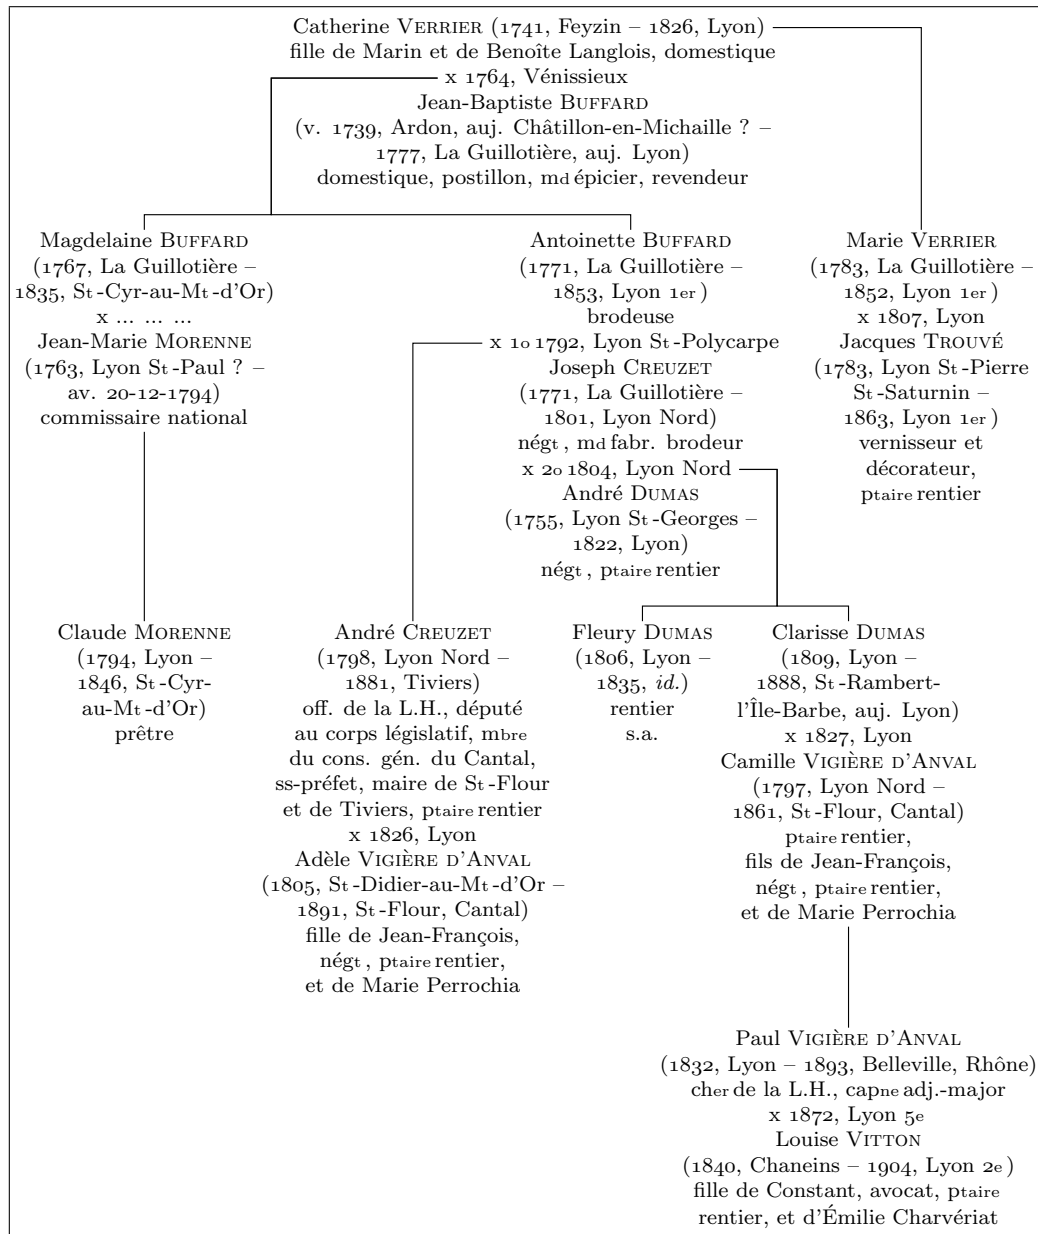 Catherine VERRIER (1741, Feyzin – 1826, Lyon)
fille de Marin et de Benoîte Langlois, domestique
x 1764, Vénissieux
Jean-Baptiste BUFFARD
(v. 1739, Ardon, auj. Châtillon-en-Michaille ? –
1777, La Guillotière, auj. Lyon)
domestique, postillon, md épicier, revendeur
Magdelaine BUFFARD
(1767, La Guillotière –
1835, St-Cyr-au-Mt-d'Or)
x ... ... ...
Jean-Marie MORENNE
(1763, Lyon St-Paul ? –
av. 20-12-1794)
commissaire national
Antoinette BUFFARD
(1771, La Guillotière –
1853, Lyon 1er)
brodeuse
x 1o 1792, Lyon St-Polycarpe
Joseph CREUZET
(1771, La Guillotière –
1801, Lyon Nord)
négt, md fabr. brodeur
x 2o 1804, Lyon Nord
André DUMAS
(1755, Lyon St-Georges –
1822, Lyon)
négt, ptaire rentier
Marie VERRIER
(1783, La Guillotière –
1852, Lyon 1er)
x 1807, Lyon
Jacques TROUVÉ
(1783, Lyon St-Pierre
St-Saturnin –
1863, Lyon 1er)
vernisseur et
décorateur,
ptaire rentier
Claude MORENNE
(1794, Lyon –
1846, St-Cyr-
au-Mt-d'Or)
prêtre
André CREUZET
(1798, Lyon Nord –
1881, Tiviers)
off. de la L.H., député
au corps législatif, mbre
du cons. gén. du Cantal,
ss-préfet, maire de St-Flour
et de Tiviers, ptaire rentier
x 1826, Lyon
Adèle VIGIÈRE D'ANVAL
(1805, St-Didier-au-Mt-d'Or –
1891, St-Flour, Cantal)
fille de Jean-François,
négt, ptaire rentier,
et de Marie Perrochia
Fleury DUMAS
(1806, Lyon –
1835, id.)
rentier
s.a.
Clarisse DUMAS
(1809, Lyon –
1888, St-Rambert-
l'Île-Barbe, auj. Lyon)
x 1827, Lyon
Camille VIGIÈRE D'ANVAL
(1797, Lyon Nord –
1861, St-Flour, Cantal)
ptaire rentier,
fils de Jean-François,
négt, ptaire rentier,
et de Marie Perrochia
Paul VIGIÈRE D'ANVAL
(1832, Lyon – 1893, Belleville, Rhône)
cher de la L.H., capne adj.-major
x 1872, Lyon 5e
Louise VITTON
(1840, Chaneins – 1904, Lyon 2e)
fille de Constant, avocat, ptaire
rentier, et d'Émilie Charvériat